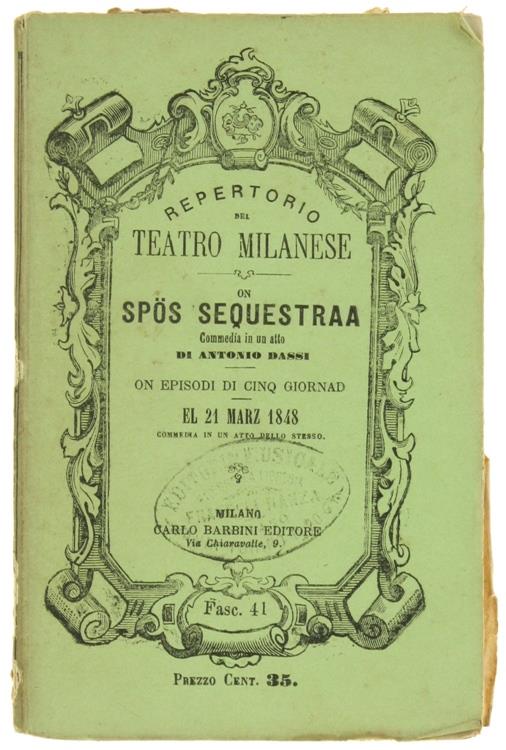 REPERTORIO
DEL
TEATRO MILANESE
ON
SPÖS SEQUESTRAA
Commedia in un atto
DI ANTONIO DASSI
ON EPISODI DI CINQ GIORNAD
EL 21 MARZ 1848
COMMEDIA IN UN ATTO DELLO STESSO.
MILANO
CARLO BARBINI EDITORE
Via Chiaravalle, 9.
Fasc. 41
PREZZO CENT. 35.